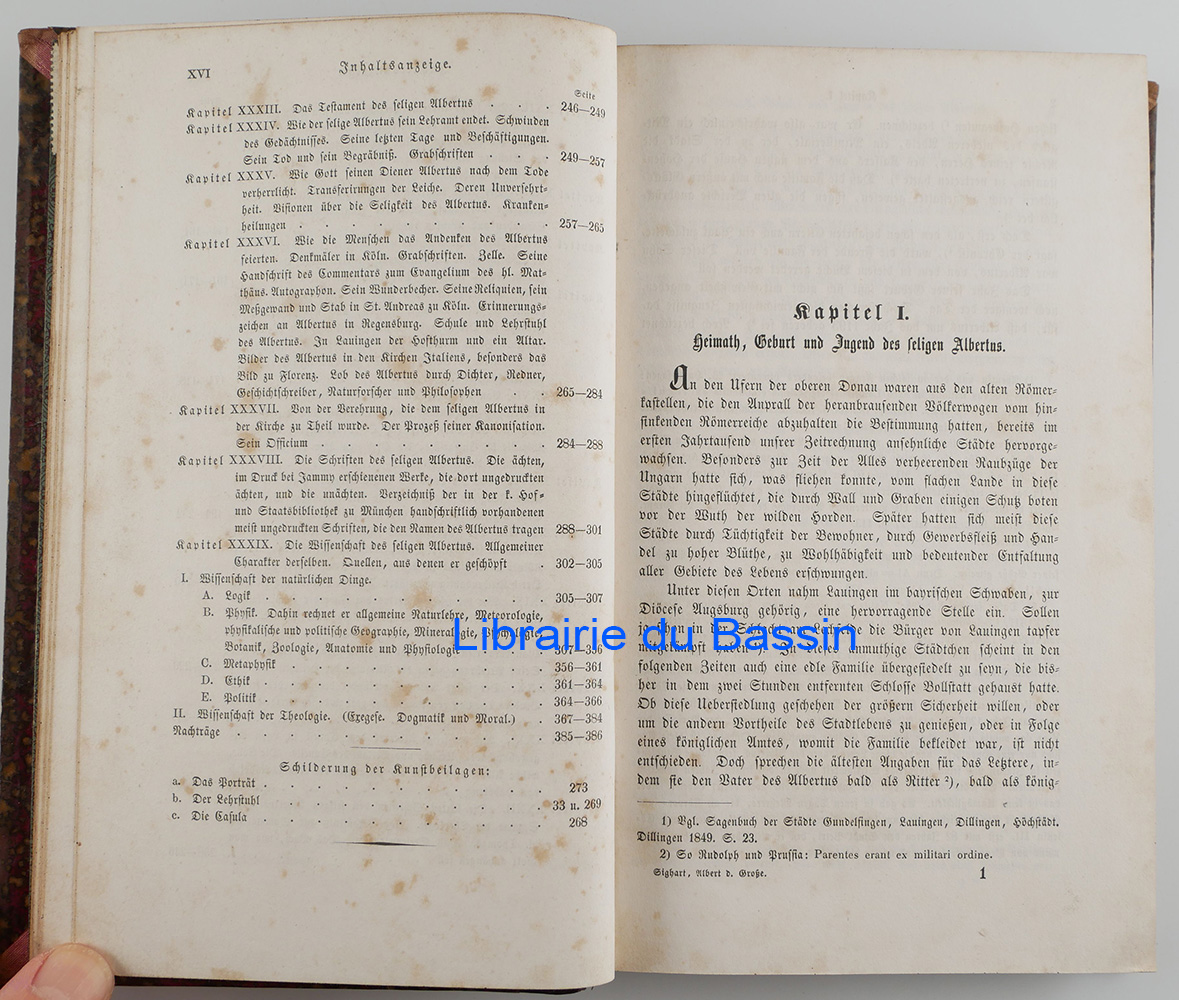 XVI Inhaltsanzeige.
Seite
Kapitel XXXIII. Das Testament des seligen Albertus . . . 246—249
Kapitel XXXIV. Wie der selige Albertus sein Lehramt endet. Schwinden
des Gedächtnisses. Seine letzten Tage und Beschäftigungen.
Sein Tod und sein Begräbniß. Grabschriften . . . 249—257
Kapitel XXXV. Wie Gott seinen Diener Albertus nach dem Tode
verherrlicht. Transferirungen der Leiche. Deren Unversehrt-
heit. Visionen über die Seligkeit des Albertus. Kranken-
heilungen . . . . . . . . . 257—265
Kapitel XXXVI. Wie die Menschen das Andenken des Albertus
feierten. Denkmäler in Köln. Grabschriften. Zelle. Seine
Handschrift des Commentars zum Evangelium des hl. Mat-
thäus. Autographon. Sein Wunderbecher. Seine Reliquien, sein
Meßgewand und Stab in St. Andreas zu Köln. Erinnerungs-
zeichen an Albertus in Regensburg. Schule und Lehrstuhl
des Albertus. In Lauingen der Hofthurm und ein Altar.
Bilder des Albertus in den Kirchen Italiens, besonders das
Bild zu Florenz. Lob des Albertus durch Dichter, Redner,
Geschichtschreiber, Naturforscher und Philosophen . . 265—284
Kapitel XXXVII. Von der Verehrung, die dem seligen Albertus in
der Kirche zu Theil wurde. Der Prozeß seiner Kanonisation.
Sein Officium . . . . . . . . 284—288
Kapitel XXXVIII. Die Schriften des seligen Albertus. Die ächten,
im Druck bei Jammy erschienenen Werke, die dort ungedruckten
ächten, und die unächten. Verzeichniß der in der k. Hof-
und Staatsbibliothek zu München handschriftlich vorhandenen
meist ungedruckten Schriften, die den Namen des Albertus tragen 288—301
Kapitel XXXIX. Die Wissenschaft des seligen Albertus. Allgemeiner
Charakter derselben. Quellen, aus denen er geschöpft . 302—305
I. Wissenschaft der natürlichen Dinge.
A. Logik . . . . . . . . . 305—307
B. Physik. Dahin rechnet er allgemeine Naturlehre, Meteorologie,
physikalische und politische Geographie, Mineralogie, Psychologie,
Botanik, Zoologie, Anatomie und Physiologie . . . 307—356
C. Metaphysik . . . . . . . . 356—361
D. Ethik . . . . . . . . . 361—364
E. Politik . . . . . . . . . 364—366
II. Wissenschaft der Theologie. (Exegese. Dogmatik und Moral.) . 367—384
Nachträge . . . . . . . . . . 385—386
Schilderung der Kunstbeilagen:
a. Das Porträt . . . . . . . . . 273
b. Der Lehrstuhl . . . . . . . . 33 u. 269
c. Die Casula . . . . . . . . . 268
Kapitel I.
Heimath, Geburt und Jugend des seligen Albertus.
An den Ufern der oberen Donau waren aus den alten Römer-
kastellen, die den Anprall der heranbrausenden Völkerwogen vom hin-
sinkenden Römerreiche abzuhalten die Bestimmung hatten, bereits im
ersten Jahrtausend unsrer Zeitrechnung ansehnliche Städte hervorge-
wachsen. Besonders zur Zeit der Alles verheerenden Raubzüge der
Ungarn hatte sich, was fliehen konnte, vom flachen Lande in diese
Städte hingeflüchtet, die durch Wall und Graben einigen Schutz boten
vor der Wuth der wilden Horden. Später hatten sich meist diese
Städte durch Tüchtigkeit der Bewohner, durch Gewerbsfleiß und Han-
del zu hoher Blüthe, zu Wohlhäbigkeit und bedeutender Entfaltung
aller Gebiete des Lebens erschwungen.
Unter diesen Orten nahm Lauingen im bayrischen Schwaben, zur
Diöcese Augsburg gehörig, eine hervorragende Stelle ein. Sollen
ja schon in der Schlacht am Lechfelde die Bürger von Lauingen tapfer
mitgekämpft haben 1). In dieses anmuthige Städtchen scheint in den
folgenden Zeiten auch eine edle Familie übergesiedelt zu seyn, die bis-
her in dem zwei Stunden entfernten Schlosse Bollstatt gehaust hatte.
Ob diese Uebersiedlung geschehen der größern Sicherheit willen, oder
um die andern Vortheile des Stadtlebens zu genießen, oder in Folge
eines königlichen Amtes, womit die Familie bekleidet war, ist nicht
entschieden. Doch sprechen die ältesten Angaben für das Letztere, in-
dem sie den Vater des Albertus bald als Ritter 2), bald als könig-
1) Vgl. Sagenbuch der Städte Gundelfingen, Lauingen, Dillingen, Höchstädt.
Dillingen 1849. S. 23.
2) So Rudolph und Prussia: Parentes erant ex militari ordine.
Sighart, Albert d. Große. 1
Librairie du Bassin